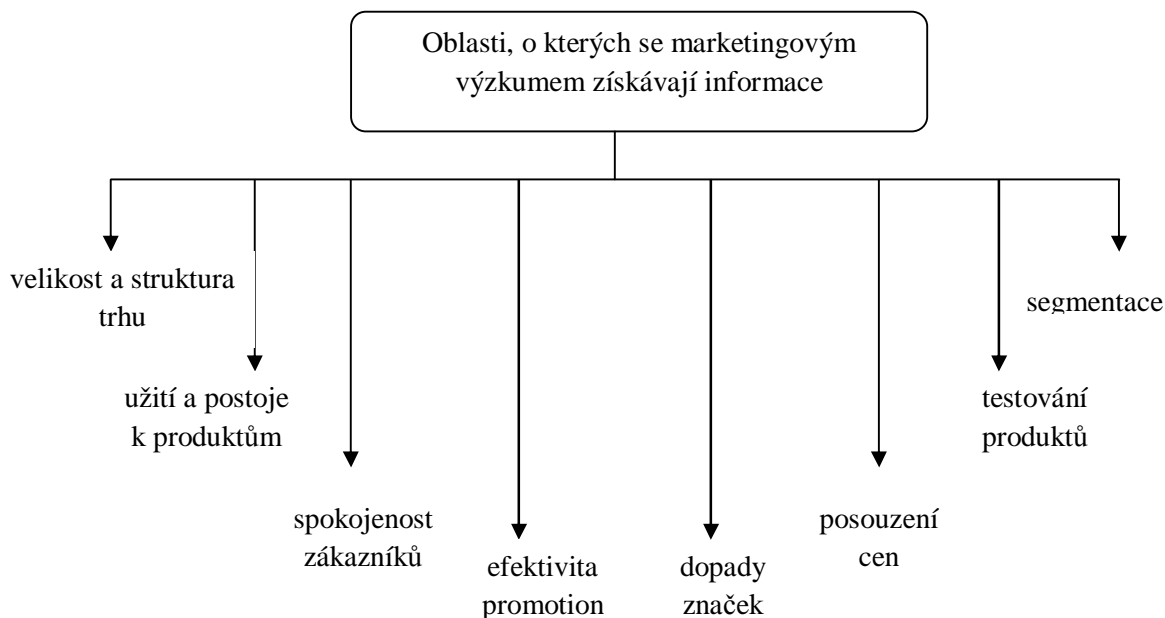 Oblasti, o kterých se marketingovým
výzkumem získávají informace
velikost a struktura
trhu
užití a postoje
k produktům
spokojenost
zákazníků
efektivita
promotion
dopady
značek
posouzení
cen
testování
produktů
segmentace